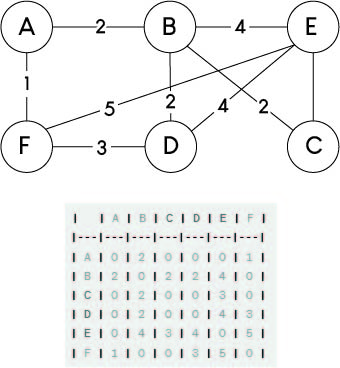 A 2 B 4 E
1
5 2 4 2
F 3 D C
| | A | B | C | D | E | F |
|---|---|---|---|---|---|---|
| A | 0 | 2 | 0 | 0 | 0 | 1 |
| B | 2 | 0 | 2 | 2 | 4 | 0 |
| C | 0 | 2 | 0 | 0 | 3 | 0 |
| D | 0 | 2 | 0 | 0 | 4 | 3 |
| E | 0 | 4 | 3 | 4 | 0 | 5 |
| F | 1 | 0 | 0 | 3 | 5 | 0 |